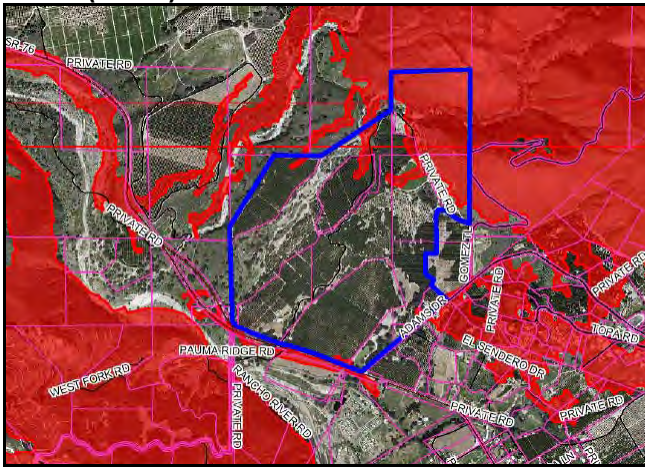 SR-76
PRIVATE RD
PRIVATE RD
PRIVATE RD
GOMEZ TL
PRIVATE RD
PRIVATE RD
ADAMS DR
TOPA RD
PAUMA RIDGE RD
EL SENDERO DR
WEST FORK RD
RANCHO RIVER RD
PRIVATE RD
PRIVATE RD
PRIVATE RD
LN